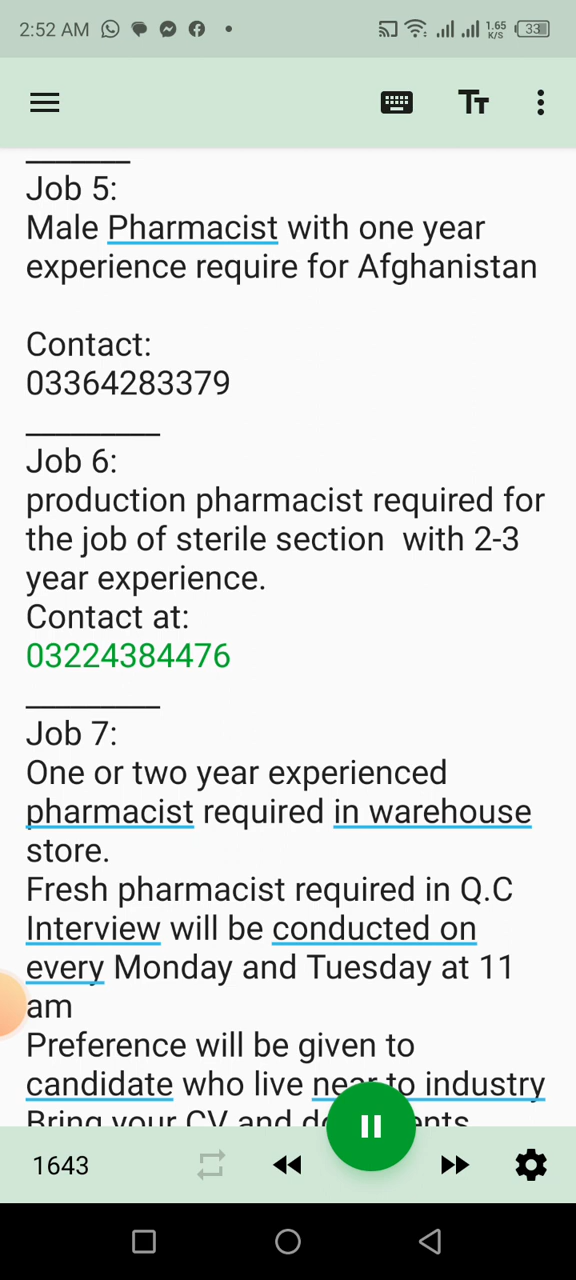 2:52 AM
1.65
K/S
33
Job 5:
Male Pharmacist with one year
experience require for Afghanistan
Contact:
03364283379
Job 6:
production pharmacist required for
the job of sterile section  with 2-3
year experience.
Contact at:
03224384476
Job 7:
One or two year experienced
pharmacist required in warehouse
store.
Fresh pharmacist required in Q.C
Interview will be conducted on
every Monday and Tuesday at 11
am
Preference will be given to
candidate who live near to industry
Bring your CV and
1643